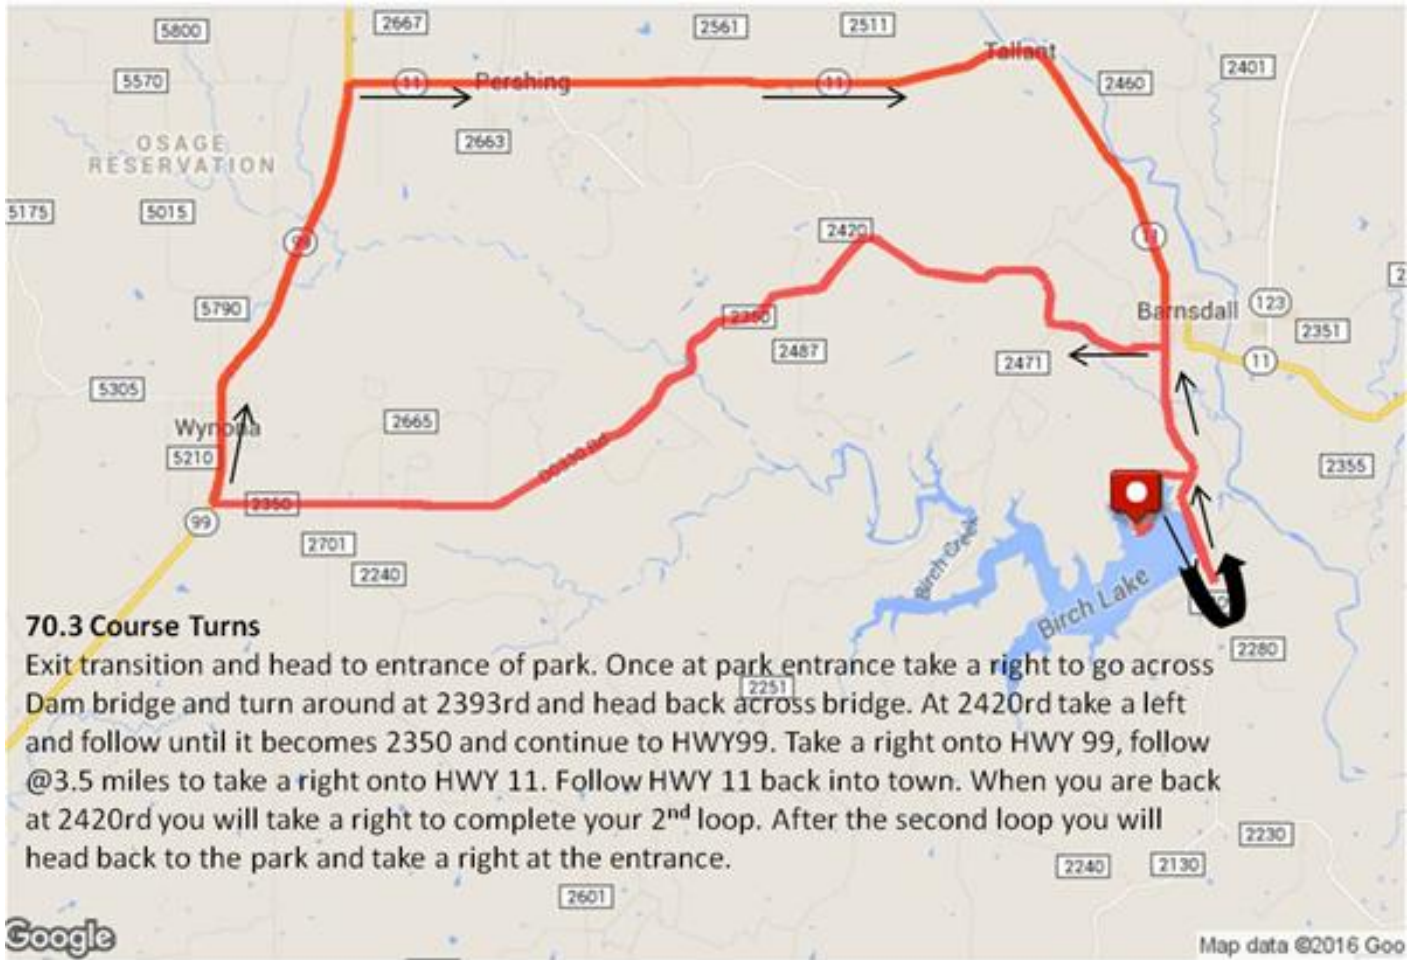 5800
2667
2561
2511
Tallant
2401
5570
11
Pershing
11
2460
OSAGE
RESERVATION
2663
5175
5015
99
2420
11
5790
2350
Barnsdall
123
2351
2487
2471
11
5305
Wynona
2665
5210
D0330 Rd
2355
2350
99
2701
2240
Birch Creek
Birch Lake
2280
70.3 Course Turns
Exit transition and head to entrance of park. Once at park entrance take a right to go across
2251
Dam bridge and turn around at 2393rd and head back across bridge. At 2420rd take a left
and follow until it becomes 2350 and continue to HWY99. Take a right onto HWY 99, follow
@3.5 miles to take a right onto HWY 11. Follow HWY 11 back into town. When you are back
at 2420rd you will take a right to complete your 2nd loop. After the second loop you will
head back to the park and take a right at the entrance.
2230
2240
2130
2601
Google
Map data ©2016 Goo